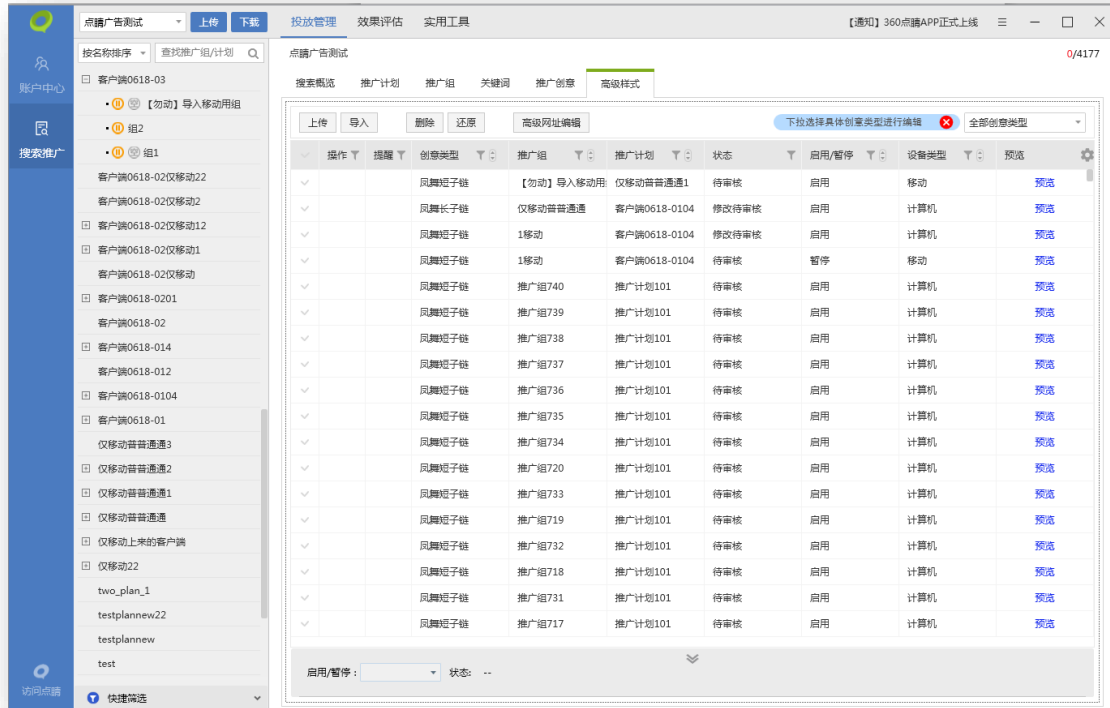 点睛广告测试 上传 下载 投放管理 效果评估 实用工具 【通知】360点睛APP正式上线
按名称排序 查找推广组/计划 点睛广告测试 0/4177
账户中心
搜索推广
访问点睛
客户端0618-03
【勿动】导入移动用组
组2
组1
客户端0618-02仅移动22
客户端0618-02仅移动2
客户端0618-02仅移动12
客户端0618-02仅移动1
客户端0618-02仅移动
客户端0618-0201
客户端0618-02
客户端0618-014
客户端0618-012
客户端0618-0104
客户端0618-01
仅移动普普通通3
仅移动普普通通2
仅移动普普通通1
仅移动普普通通
仅移动上来的客户端
仅移动22
two_plan_1
testplannew22
testplannew
test
快捷筛选
搜索概览 推广计划 推广组 关键词 推广创意 高级样式
上传 导入 删除 还原 高级网址编辑 下拉选择具体创意类型进行编辑 全部创意类型
操作 提醒 创意类型 推广组 推广计划 状态 启用/暂停 设备类型 预览
凤舞短子链 【勿动】导入移动用 仅移动普普通通1 待审核 启用 移动 预览
凤舞长子链 仅移动普普通通 客户端0618-0104 修改待审核 启用 计算机 预览
凤舞短子链 1移动 客户端0618-0104 修改待审核 启用 计算机 预览
凤舞短子链 1移动 客户端0618-0104 待审核 暂停 移动 预览
凤舞短子链 推广组740 推广计划101 待审核 启用 计算机 预览
凤舞短子链 推广组739 推广计划101 待审核 启用 计算机 预览
凤舞短子链 推广组738 推广计划101 待审核 启用 计算机 预览
凤舞短子链 推广组737 推广计划101 待审核 启用 计算机 预览
凤舞短子链 推广组736 推广计划101 待审核 启用 计算机 预览
凤舞短子链 推广组735 推广计划101 待审核 启用 计算机 预览
凤舞短子链 推广组734 推广计划101 待审核 启用 计算机 预览
凤舞短子链 推广组720 推广计划101 待审核 启用 计算机 预览
凤舞短子链 推广组733 推广计划101 待审核 启用 计算机 预览
凤舞短子链 推广组719 推广计划101 待审核 启用 计算机 预览
凤舞短子链 推广组732 推广计划101 待审核 启用 计算机 预览
凤舞短子链 推广组718 推广计划101 待审核 启用 计算机 预览
凤舞短子链 推广组731 推广计划101 待审核 启用 计算机 预览
凤舞短子链 推广组717 推广计划101 待审核 启用 计算机 预览
启用/暂停： 状态: --